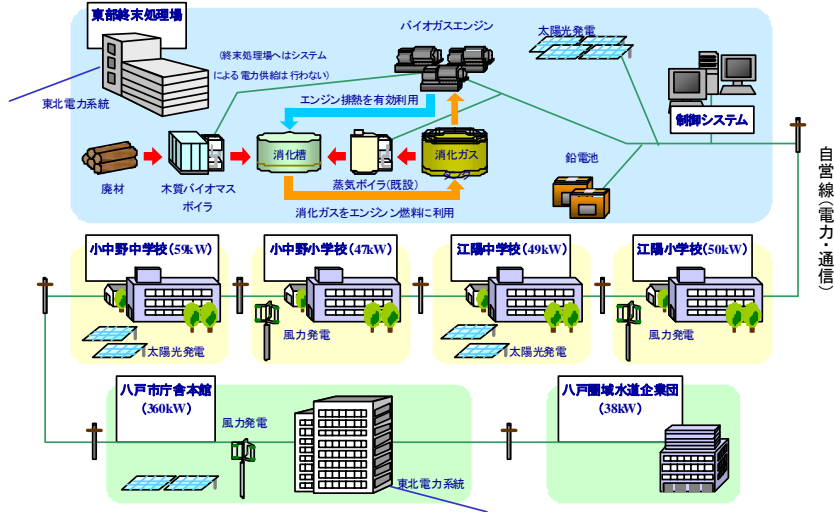 東部終末処理場
(終末処理場へはシステム
による電力供給は行わない)
バイオガスエンジン
太陽光発電
東北電力系統
エンジン排熱を有効利用
制御システム
消化槽
消化ガス
鉛電池
廃材
木質バイオマス
ボイラ
蒸気ボイラ(既設)
消化ガスをエンジン燃料に利用
自営線(電力・通信)
小中野中学校(59kW)
小中野小学校(47kW)
江陽中学校(49kW)
江陽小学校(50kW)
太陽光発電
風力発電
太陽光発電
風力発電
八戸市庁舎本館
(360kW)
風力発電
八戸圏域水道企業団
(38kW)
東北電力系統